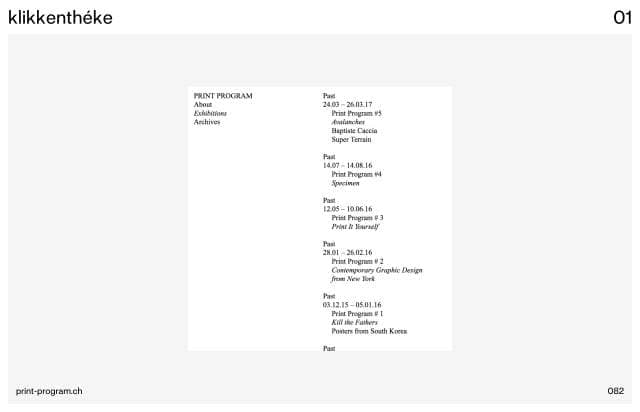 klikkenthéke
01
PRINT PROGRAM
About
Exhibitions
Archives
Past
24.03 – 26.03.17
Print Program #5
Avalanches
Baptiste Caccia
Super Terrain
Past
14.07 – 14.08.16
Print Program #4
Specimen
Past
12.05 – 10.06.16
Print Program # 3
Print It Yourself
Past
28.01 – 26.02.16
Print Program # 2
Contemporary Graphic Design
from New York
Past
03.12.15 – 05.01.16
Print Program # 1
Kill the Fathers
Posters from South Korea
Past
print-program.ch
082